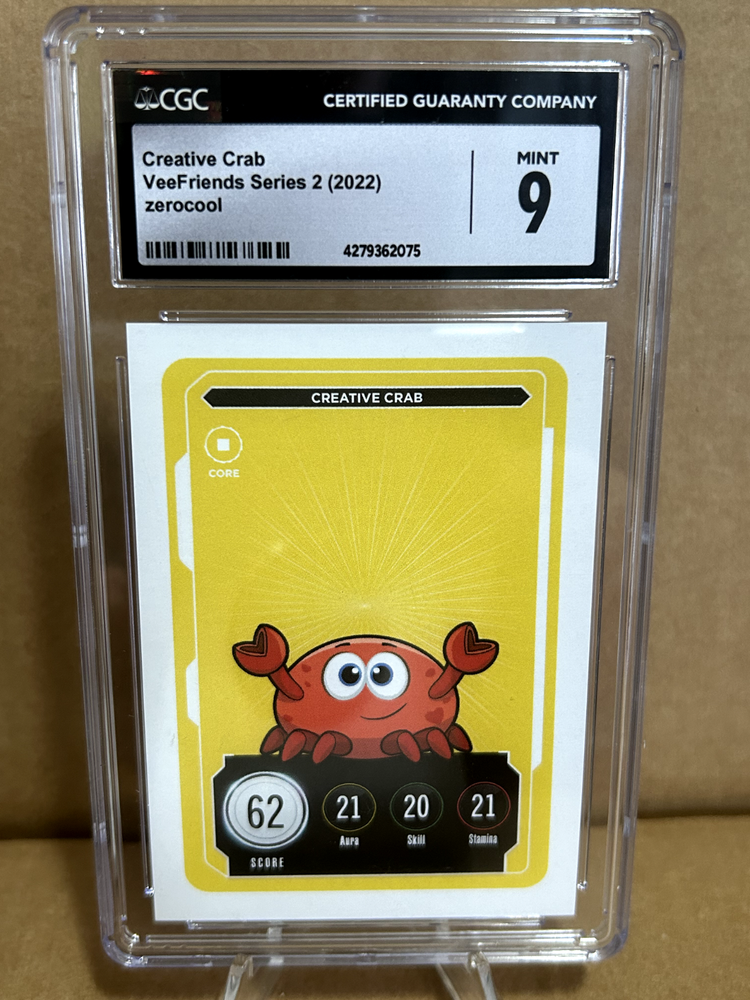 CGC
CERTIFIED GUARANTY COMPANY
Creative Crab
VeeFriends Series 2 (2022)
zerocool
MINT
9
4279362075
CREATIVE CRAB
CORE
62
21
20
21
SCORE
Aura
Skill
Stamina